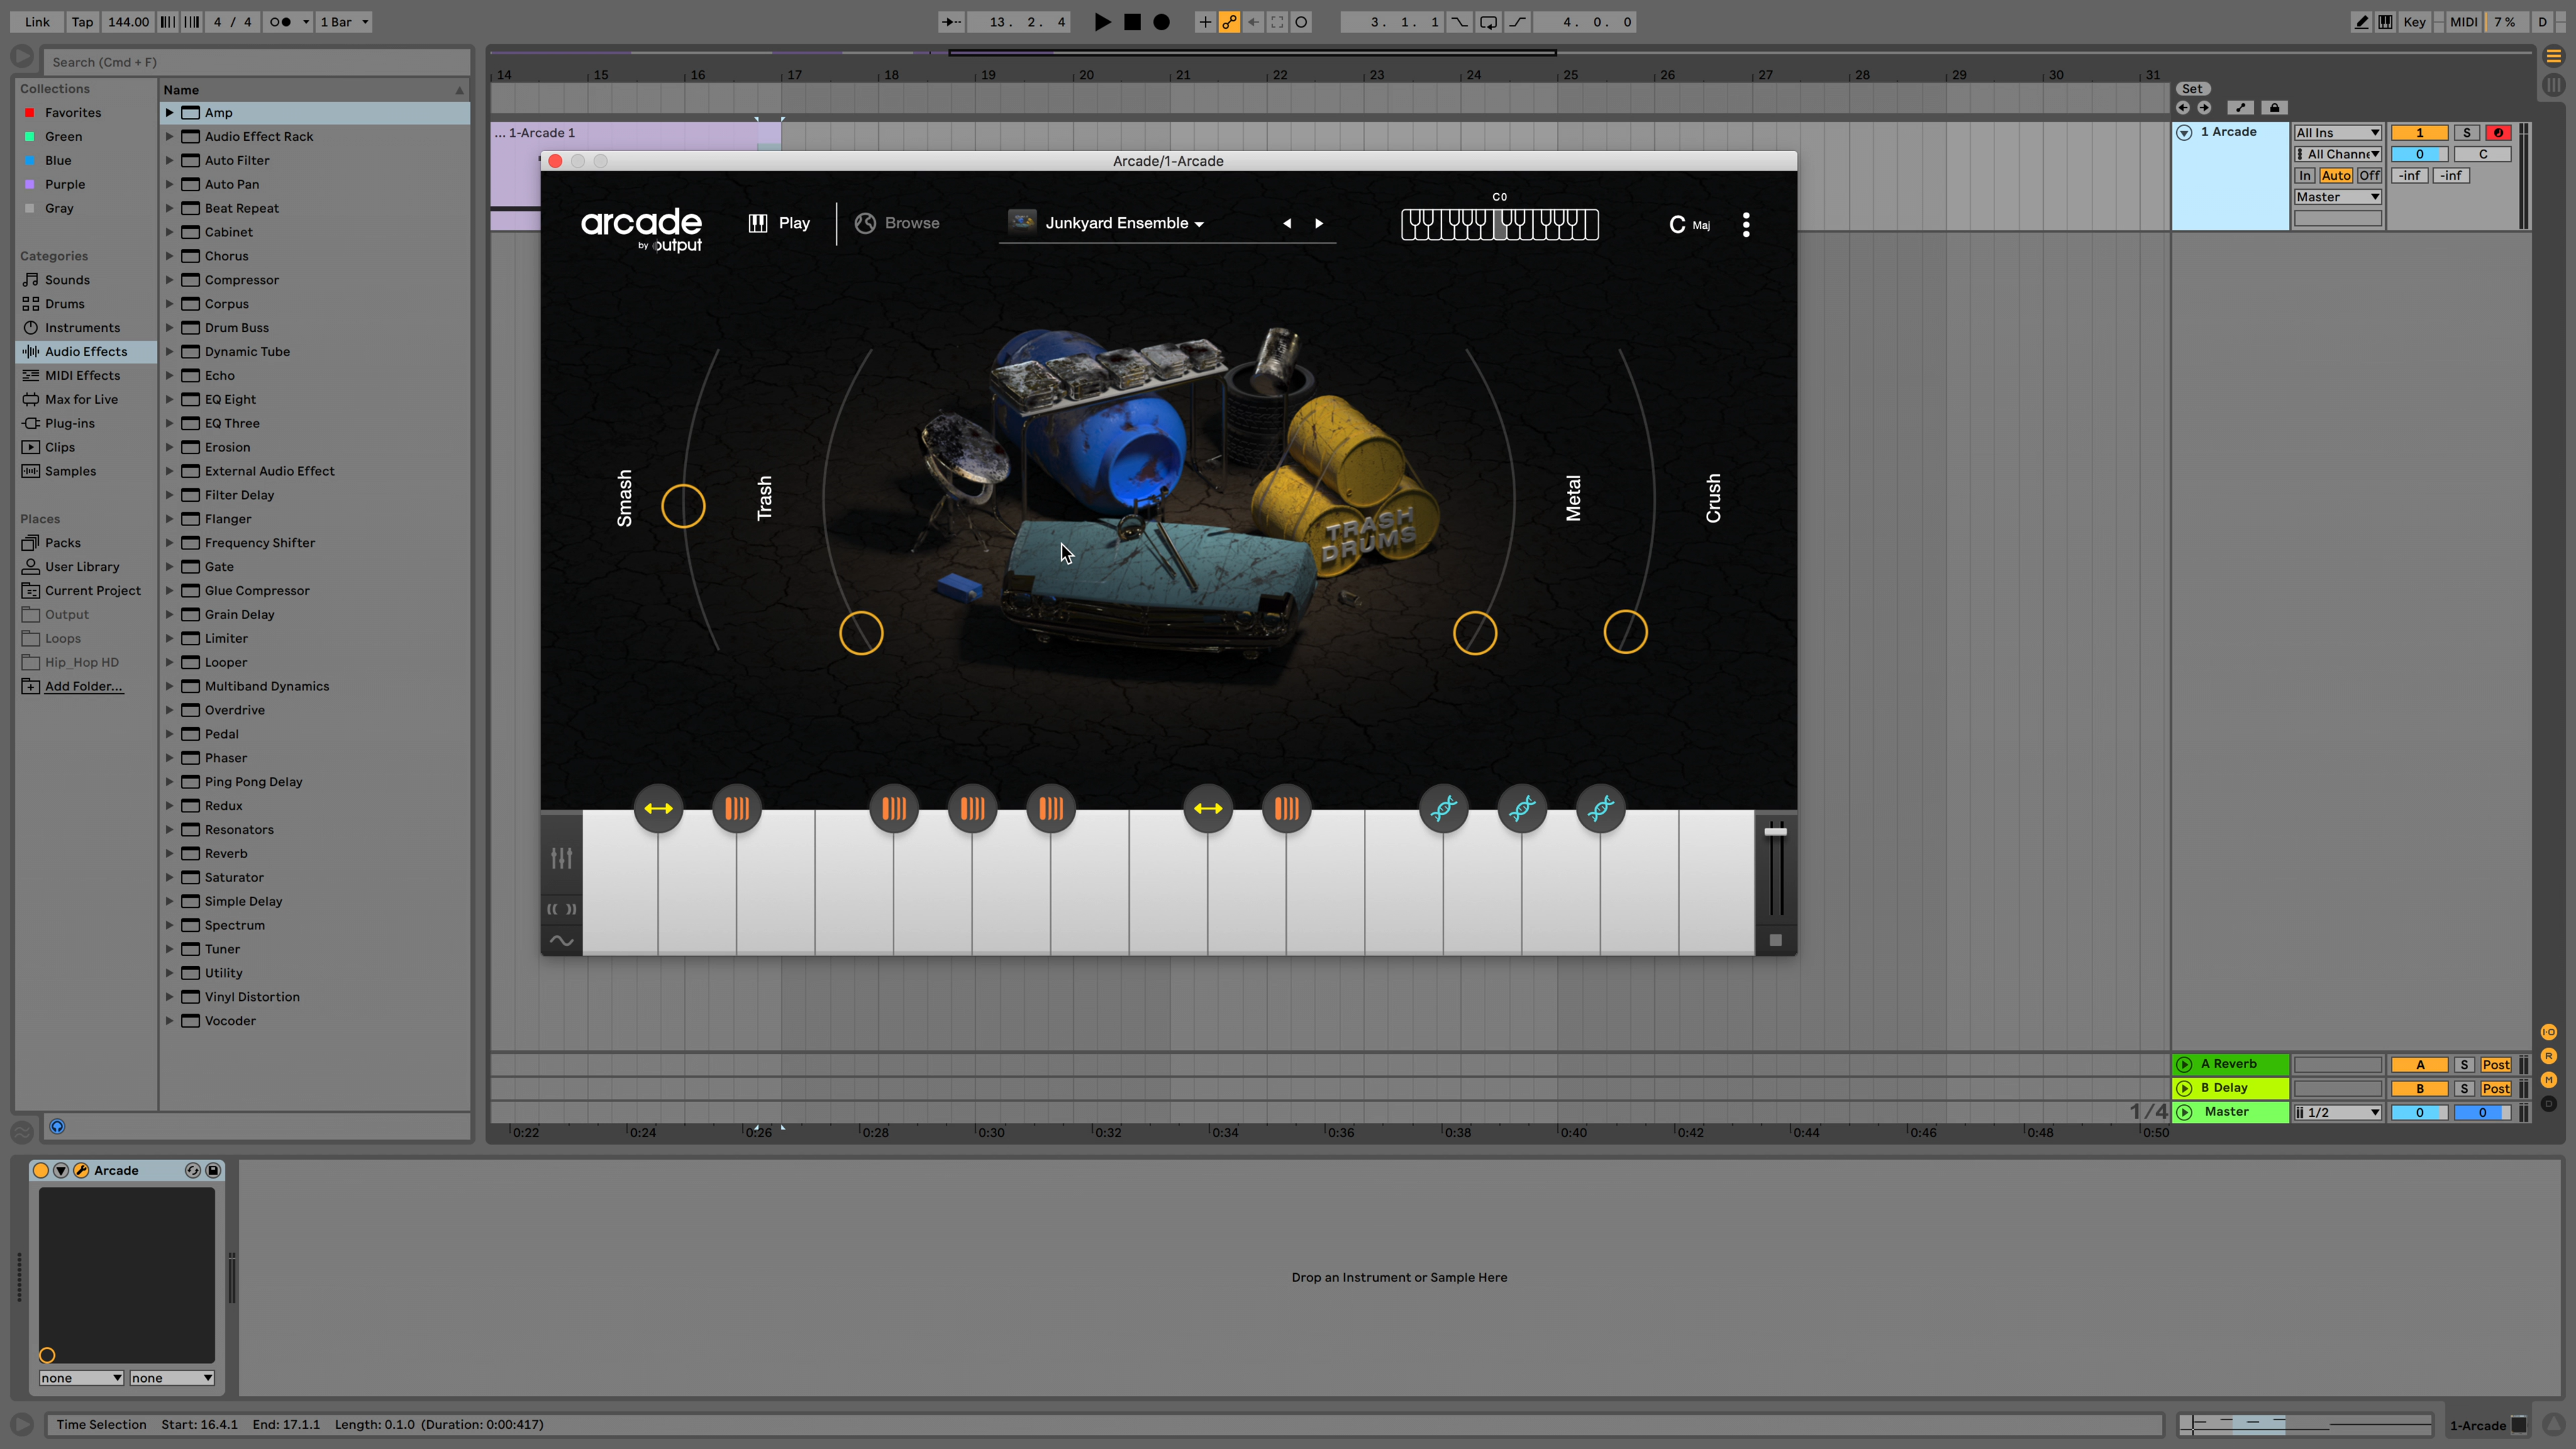 Link Tap 144.00 4 / 4 1 Bar 13. 2. 4 3. 1. 1 4. 0. 0 Key MIDI 7 % D
Search (Cmd + F)
Collections
Favorites
Green
Blue
Purple
Gray
Categories
Sounds
Drums
Instruments
Audio Effects
MIDI Effects
Max for Live
Plug-ins
Clips
Samples
Places
Packs
User Library
Current Project
Output
Loops
Hip_Hop HD
Add Folder...
Name
Amp
Audio Effect Rack
Auto Filter
Auto Pan
Beat Repeat
Cabinet
Chorus
Compressor
Corpus
Drum Buss
Dynamic Tube
Echo
EQ Eight
EQ Three
Erosion
External Audio Effect
Filter Delay
Flanger
Frequency Shifter
Gate
Glue Compressor
Grain Delay
Limiter
Looper
Multiband Dynamics
Overdrive
Pedal
Phaser
Ping Pong Delay
Redux
Resonators
Reverb
Saturator
Simple Delay
Spectrum
Tuner
Utility
Vinyl Distortion
Vocoder
14 15 16 17 18 19 20 21 22 23 24 25 26 27 28 29 30 31
Set
... 1-Arcade 1
1 Arcade All Ins 1 S
All Channe 0 C
In Auto Off -inf -inf
Master
Arcade/1-Arcade
arcade
by output
Play
Browse
Junkyard Ensemble
C0
C Maj
Smash
Trash
TRASH
DRUMS
Metal
Crush
A Reverb A S Post
B Delay B S Post
1/4 Master 1/2 0 0
0:22 0:24 0:26 0:28 0:30 0:32 0:34 0:36 0:38 0:40 0:42 0:44 0:46 0:48 0:50
I·O
R
M
D
Arcade
none none
Drop an Instrument or Sample Here
Time Selection Start: 16.4.1 End: 17.1.1 Length: 0.1.0 (Duration: 0:00:417)
1-Arcade